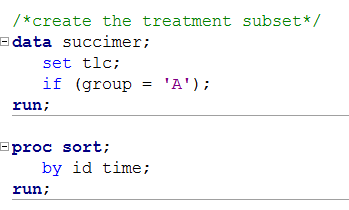 /*create the treatment subset*/
data succimer;
set tlc;
if (group = 'A');
run;
proc sort;
by id time;
run;